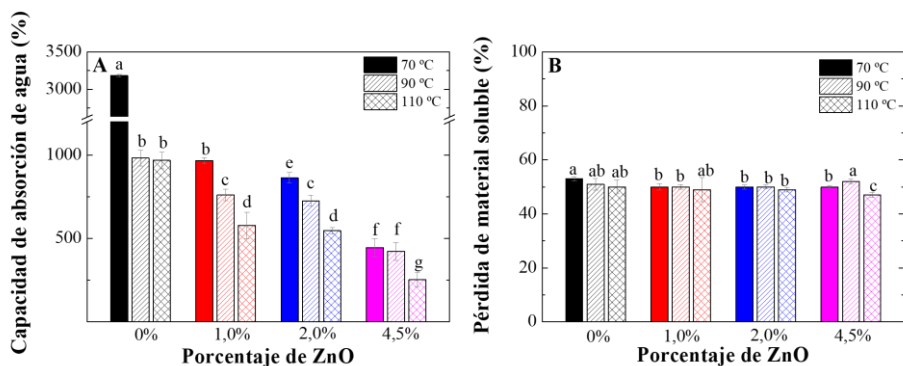 Capacidad de absorción de agua (%)
3500
3000
1000
500
A
70 ºC
90 ºC
110 ºC
a
b b
b
c
d
e
c
d
f f
g
0% 1,0% 2,0% 4,5%
Porcentaje de ZnO
Pérdida de material soluble (%)
100
80
60
40
20
0
B
70 ºC
90 ºC
110 ºC
a ab ab
b b ab
b b b
b a c
0% 1,0% 2,0% 4,5%
Porcentaje de ZnO